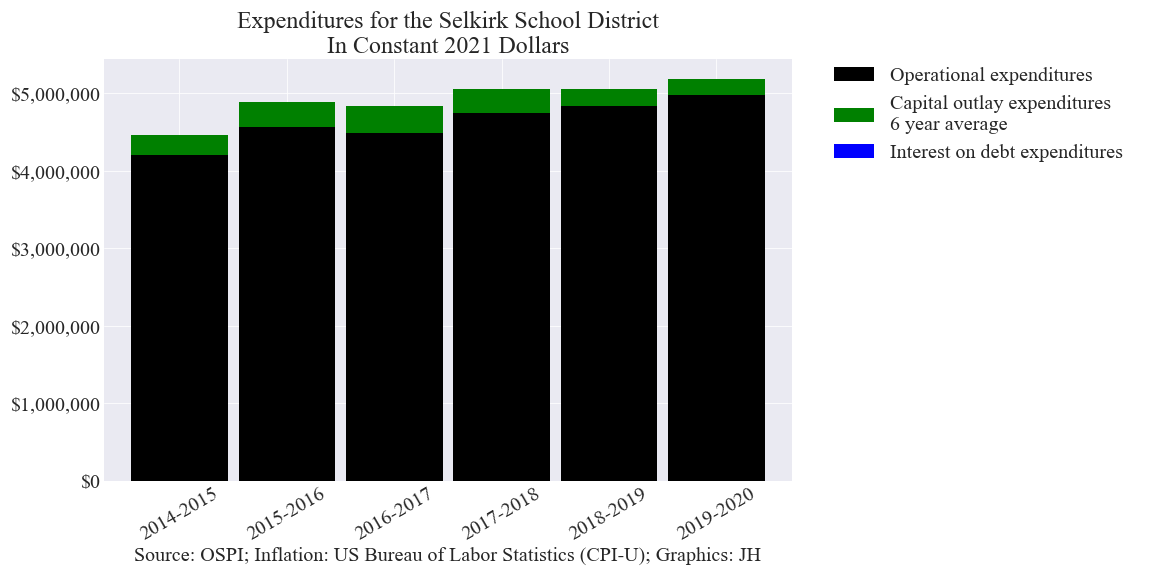 Expenditures for the Selkirk School District
In Constant 2021 Dollars
Operational expenditures
Capital outlay expenditures
6 year average
Interest on debt expenditures
$5,000,000
$4,000,000
$3,000,000
$2,000,000
$1,000,000
$0
2014-2015
2015-2016
2016-2017
2017-2018
2018-2019
2019-2020
Source: OSPI; Inflation: US Bureau of Labor Statistics (CPI-U); Graphics: JH